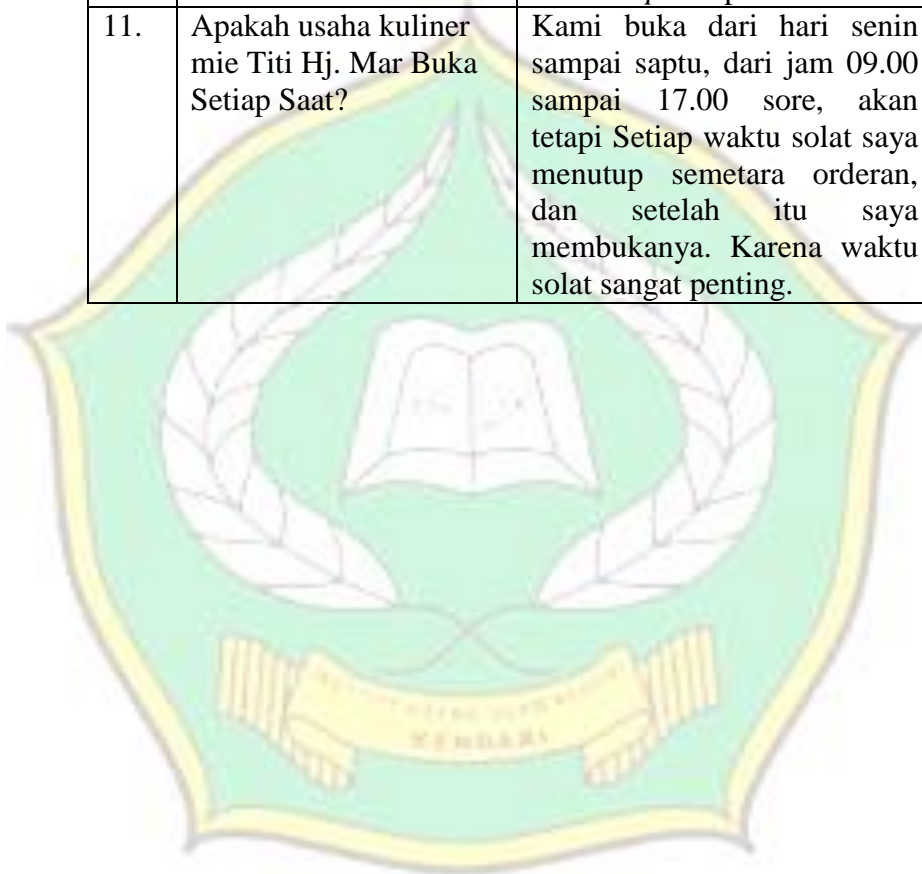 11.
Apakah usaha kuliner
mie Titi Hj. Mar Buka
Setiap Saat?
Kami buka dari hari senin
sampai saptu, dari jam 09.00
sampai 17.00 sore, akan
tetapi Setiap waktu solat saya
menutup semetara orderan,
dan setelah itu saya
membukanya. Karena waktu
solat sangat penting.
KENDARI